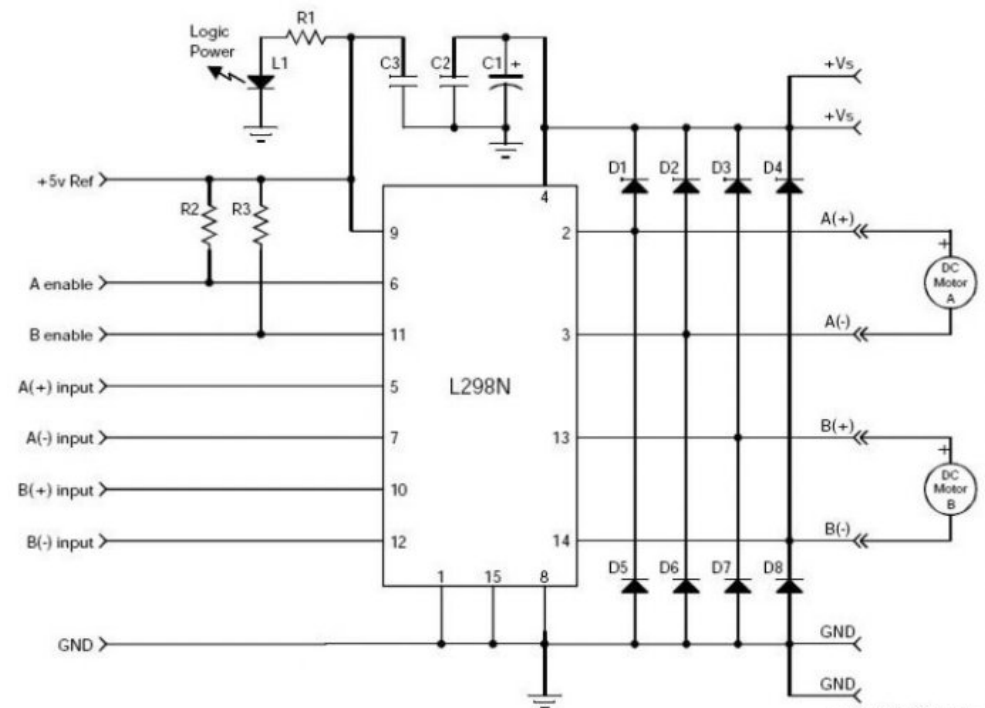 R1
Logic
Power
L1
C3
C2
C1
+
+Vs
+Vs
D1
D2
D3
D4
+5v Ref
R2
R3
4
9
2
A(+)
+
DC
Motor
A
A enable
6
B enable
11
3
A(-)
A(+) input
5
L298N
A(-) input
7
13
B(+)
+
DC
Motor
B
B(+) input
10
B(-) input
12
14
B(-)
1
15
8
D5
D6
D7
D8
GND
GND
GND